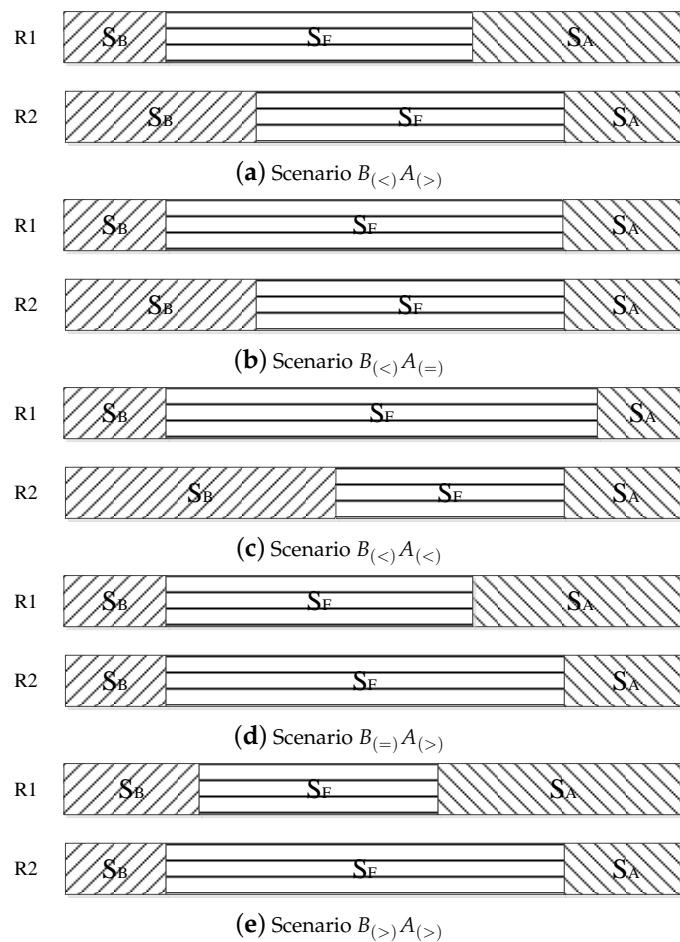 R1 SB SF SA
R2 SB SF SA
(a) Scenario B(<)A(>)
R1 SB SF SA
R2 SB SF SA
(b) Scenario B(<)A(=)
R1 SB SF SA
R2 SB SF SA
(c) Scenario B(<)A(<)
R1 SB SF SA
R2 SB SF SA
(d) Scenario B(=)A(>)
R1 SB SF SA
R2 SB SF SA
(e) Scenario B(>)A(>)